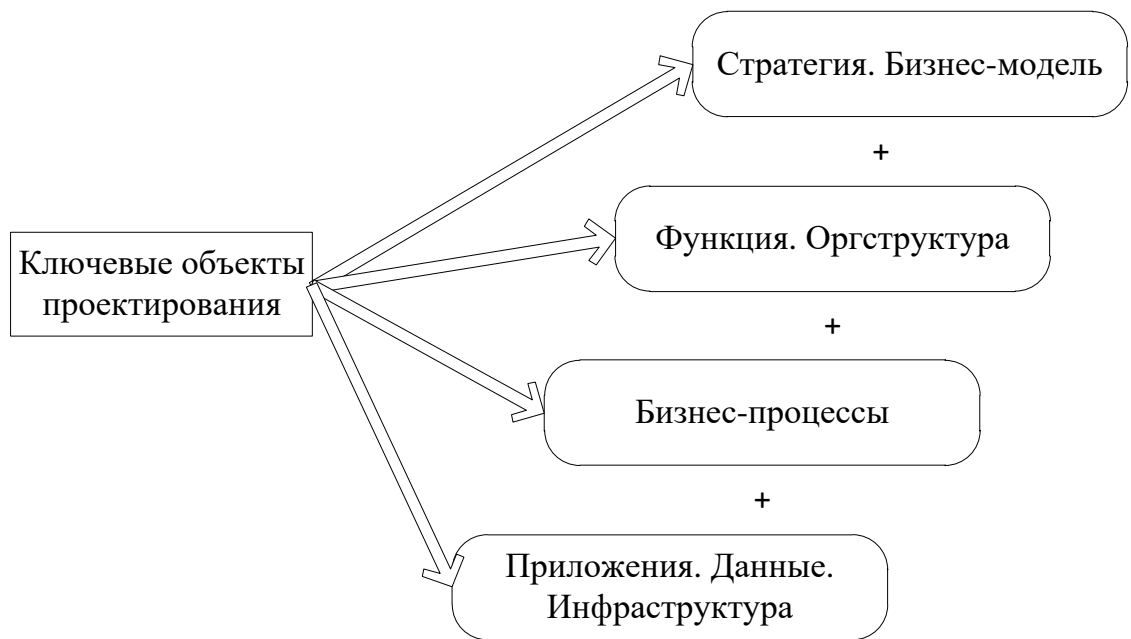 Стратегия. Бизнес-модель
+
Функция. Оргструктура
Ключевые объекты
проектирования
+
Бизнес-процессы
+
Приложения. Данные.
Инфраструктура